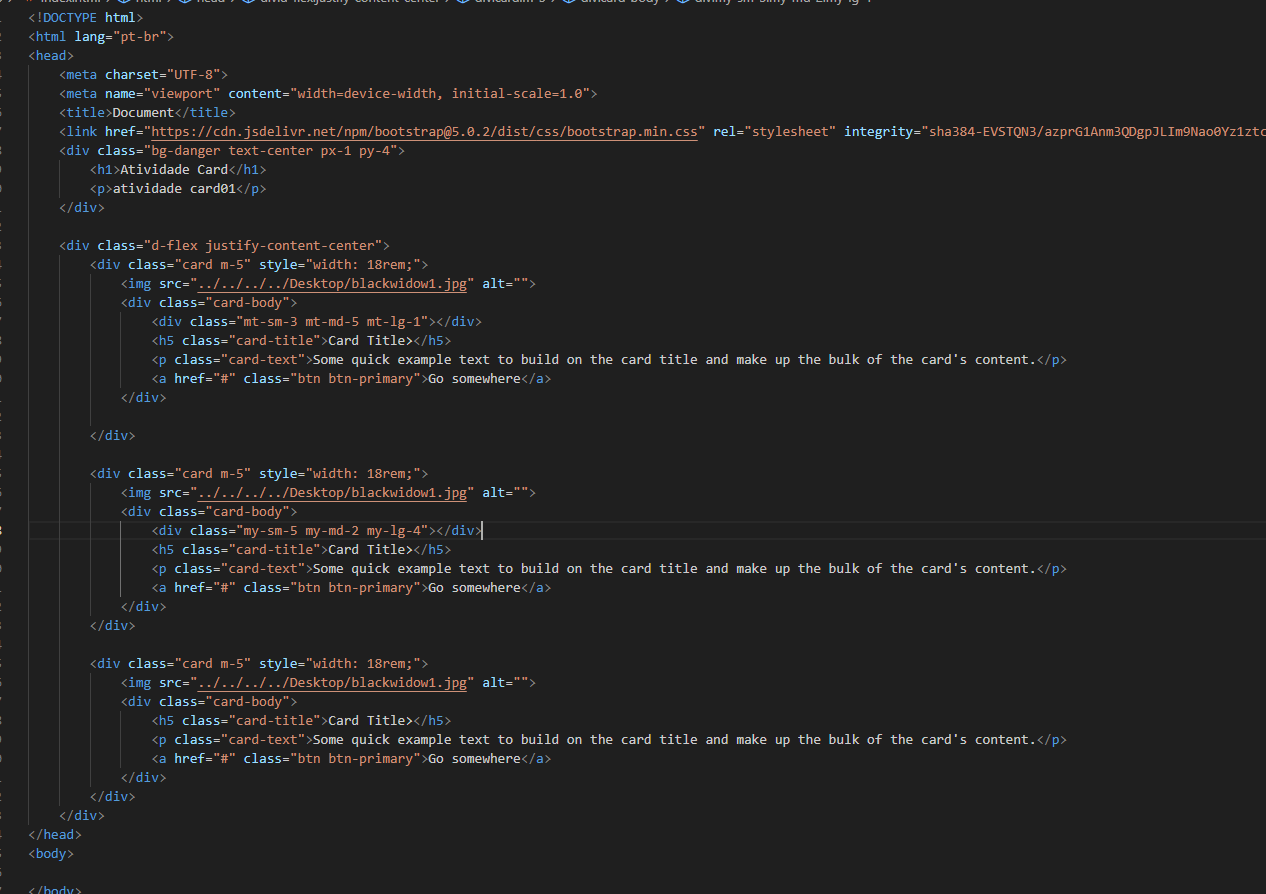 <!DOCTYPE html>
<html lang="pt-br">
<head>
    <meta charset="UTF-8">
    <meta name="viewport" content="width=device-width, initial-scale=1.0">
    <title>Document</title>
    <link href="https://cdn.jsdelivr.net/npm/bootstrap@5.0.2/dist/css/bootstrap.min.css" rel="stylesheet" integrity="sha384-EVSTQN3/azprG1Anm3QDgpJLIm9Nao0Yz1ztc
    <div class="bg-danger text-center px-1 py-4">
        <h1>Atividade Card</h1>
        <p>atividade card01</p>
    </div>
    <div class="d-flex justify-content-center">
        <div class="card m-5" style="width: 18rem;">
            <img src="../../../../Desktop/blackwidow1.jpg" alt="">
            <div class="card-body">
                <div class="mt-sm-3 mt-md-5 mt-lg-1"></div>
                <h5 class="card-title">Card Title></h5>
                <p class="card-text">Some quick example text to build on the card title and make up the bulk of the card's content.</p>
                <a href="#" class="btn btn-primary">Go somewhere</a>
            </div>
        </div>
        <div class="card m-5" style="width: 18rem;">
            <img src="../../../../Desktop/blackwidow1.jpg" alt="">
            <div class="card-body">
                <div class="my-sm-5 my-md-2 my-lg-4"></div>
                <h5 class="card-title">Card Title></h5>
                <p class="card-text">Some quick example text to build on the card title and make up the bulk of the card's content.</p>
                <a href="#" class="btn btn-primary">Go somewhere</a>
            </div>
        </div>
        <div class="card m-5" style="width: 18rem;">
            <img src="../../../../Desktop/blackwidow1.jpg" alt="">
            <div class="card-body">
                <h5 class="card-title">Card Title></h5>
                <p class="card-text">Some quick example text to build on the card title and make up the bulk of the card's content.</p>
                <a href="#" class="btn btn-primary">Go somewhere</a>
            </div>
        </div>
    </div>
</head>
<body>
</body>